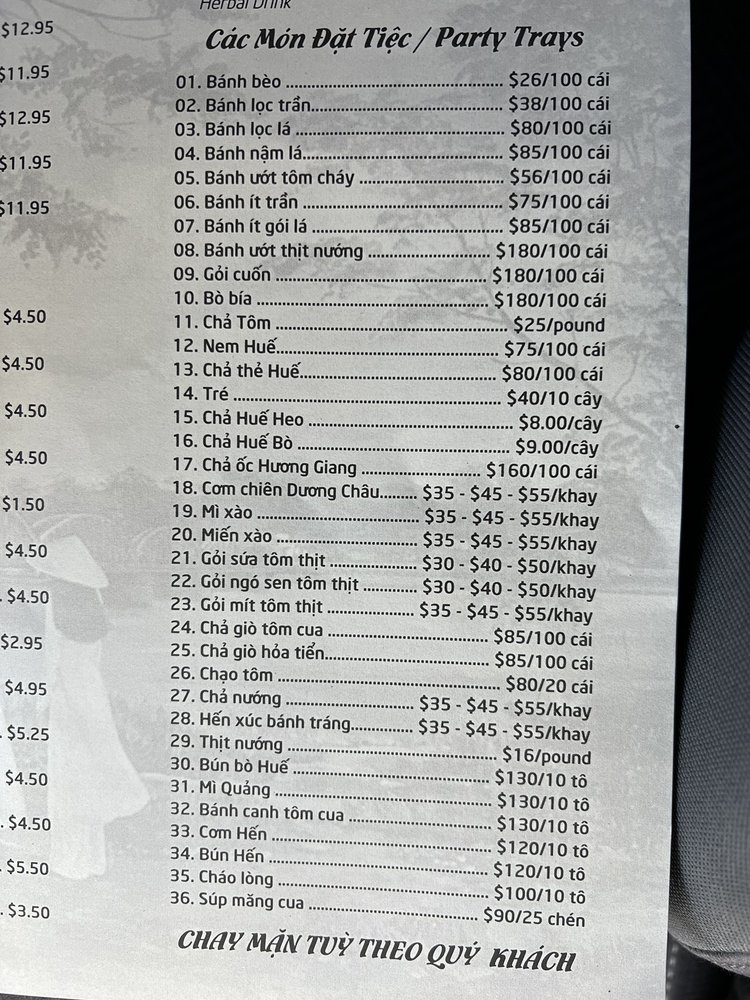 Herbal Drink
Các Món Đặt Tiệc / Party Trays
01. Bánh bèo $26/100 cái
02. Bánh lọc trần $38/100 cái
03. Bánh lọc lá $80/100 cái
04. Bánh nậm lá $85/100 cái
05. Bánh ướt tôm cháy $56/100 cái
06. Bánh ít trần $75/100 cái
07. Bánh ít gói lá $85/100 cái
08. Bánh ướt thịt nướng $180/100 cái
09. Gỏi cuốn $180/100 cái
10. Bò bía $180/100 cái
11. Chả Tôm $25/pound
12. Nem Huế $75/100 cái
13. Chả thẻ Huế $80/100 cái
14. Tré $40/10 cây
15. Chả Huế Heo $8.00/cây
16. Chả Huế Bò $9.00/cây
17. Chả ốc Hương Giang $160/100 cái
18. Cơm chiên Dương Châu $35 - $45 - $55/khay
19. Mì xào $35 - $45 - $55/khay
20. Miến xào $35 - $45 - $55/khay
21. Gỏi sứa tôm thịt $30 - $40 - $50/khay
22. Gỏi ngó sen tôm thịt $30 - $40 - $50/khay
23. Gỏi mít tôm thịt $35 - $45 - $55/khay
24. Chả giò tôm cua $85/100 cái
25. Chả giò hỏa tiển $85/100 cái
26. Chạo tôm $80/20 cái
27. Chả nướng $35 - $45 - $55/khay
28. Hến xúc bánh tráng $35 - $45 - $55/khay
29. Thịt nướng $16/pound
30. Bún bò Huế $130/10 tô
31. Mì Quảng $130/10 tô
32. Bánh canh tôm cua $130/10 tô
33. Cơm Hến $120/10 tô
34. Bún Hến $120/10 tô
35. Cháo lòng $100/10 tô
36. Súp măng cua $90/25 chén
CHAY MẶN TUỲ THEO QUÝ KHÁCH
$12.95
$11.95
$12.95
$11.95
$11.95
$4.50
$4.50
$4.50
$4.50
$1.50
$4.50
$4.50
$2.95
$4.95
$5.25
$4.50
$4.50
$5.50
$3.50